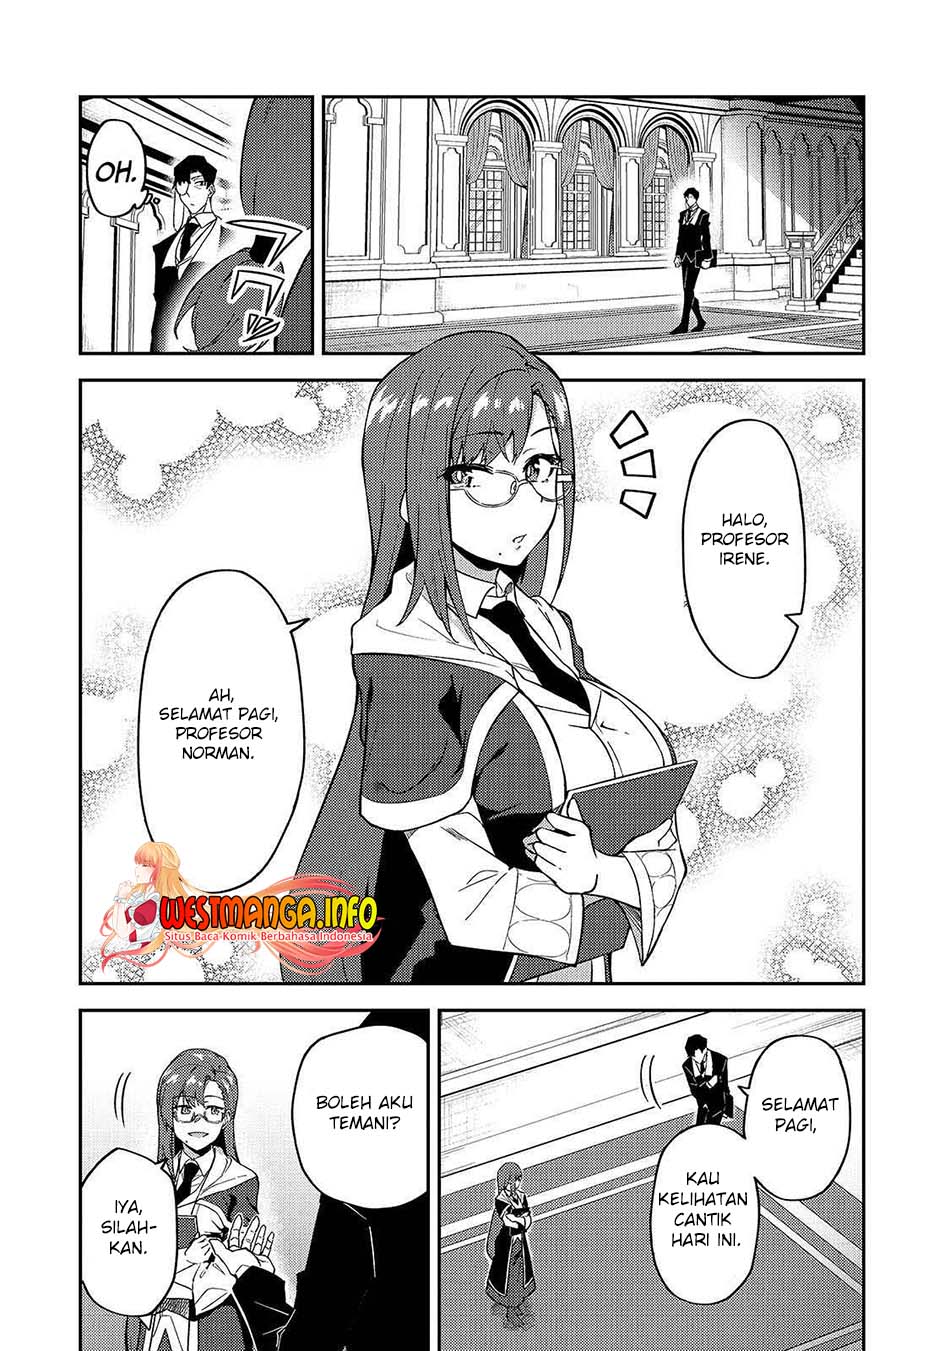 OH.
HALO,
PROFESOR
IRENE.
AH,
SELAMAT PAGI,
PROFESOR
NORMAN.
WESTMANGA.INFO
Situs Baca Komik Berbahasa Indonesia
SELAMAT
PAGI,
KAU
KELIHATAN
CANTIK
HARI INI.
BOLEH AKU
TEMANI?
IYA,
SILAH-
KAN.